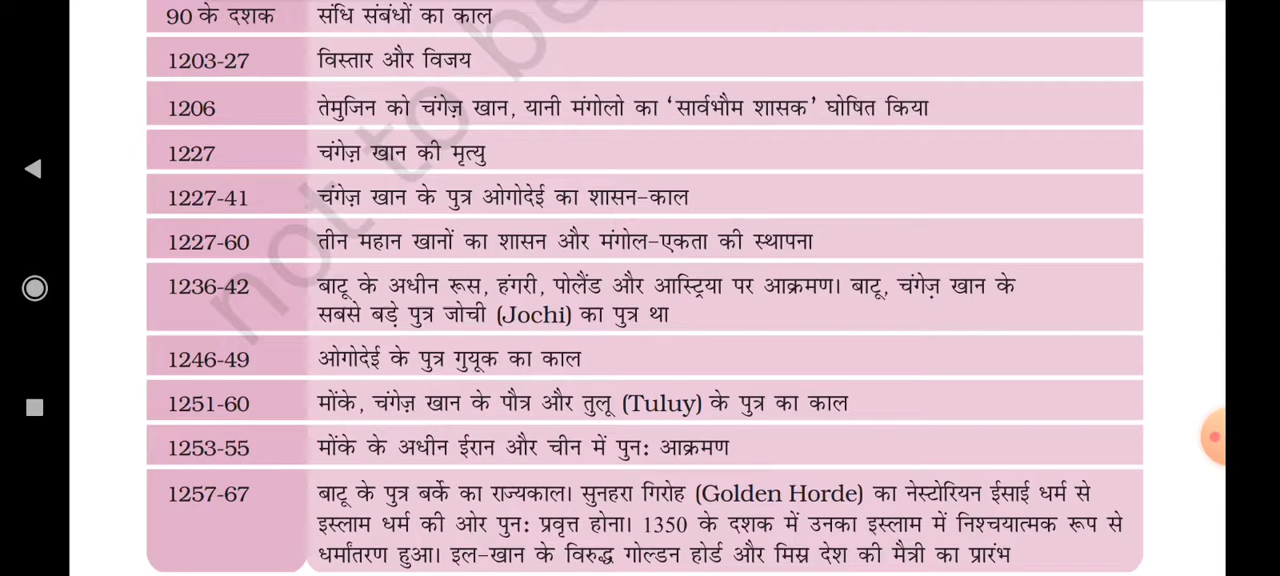 90 के दशक संधि संबंधों का काल
1203-27 विस्तार और विजय
1206 तेमुजिन को चंगेज़ खान, यानी मंगोलो का ‘सार्वभौम शासक’ घोषित किया
1227 चंगेज़ खान की मृत्यु
1227-41 चंगेज़ खान के पुत्र ओगोदेई का शासन-काल
1227-60 तीन महान खानों का शासन और मंगोल-एकता की स्थापना
1236-42 बाटू के अधीन रूस, हंगरी, पोलैंड और आस्ट्रिया पर आक्रमण। बाटू, चंगेज़ खान के
सबसे बड़े पुत्र जोची (Jochi) का पुत्र था
1246-49 ओगोदेई के पुत्र गुयूक का काल
1251-60 मोंके, चंगेज़ खान के पौत्र और तुलू (Tuluy) के पुत्र का काल
1253-55 मोंके के अधीन ईरान और चीन में पुन: आक्रमण
1257-67 बाटू के पुत्र बर्के का राज्यकाल। सुनहरा गिरोह (Golden Horde) का नेस्टोरियन ईसाई धर्म से
इस्लाम धर्म की ओर पुन: प्रवृत्त होना। 1350 के दशक में उनका इस्लाम में निश्चयात्मक रूप से
धर्मांतरण हुआ। इल-खान के विरुद्ध गोल्डन होर्ड और मिस्र देश की मैत्री का प्रारंभ
not to be